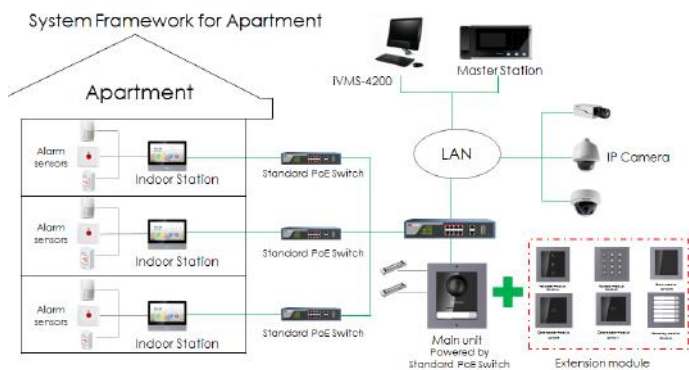 System Framework for Apartment
iVMS-4200
Master Station
Apartment
LAN
IP Camera
Alarm
sensors
Indoor Station
Standard PoE Switch
Alarm
sensors
Indoor Station
Standard PoE Switch
Alarm
sensors
Indoor Station
Standard PoE Switch
Main unit
Powered by
Standard PoE Switch
Extension module